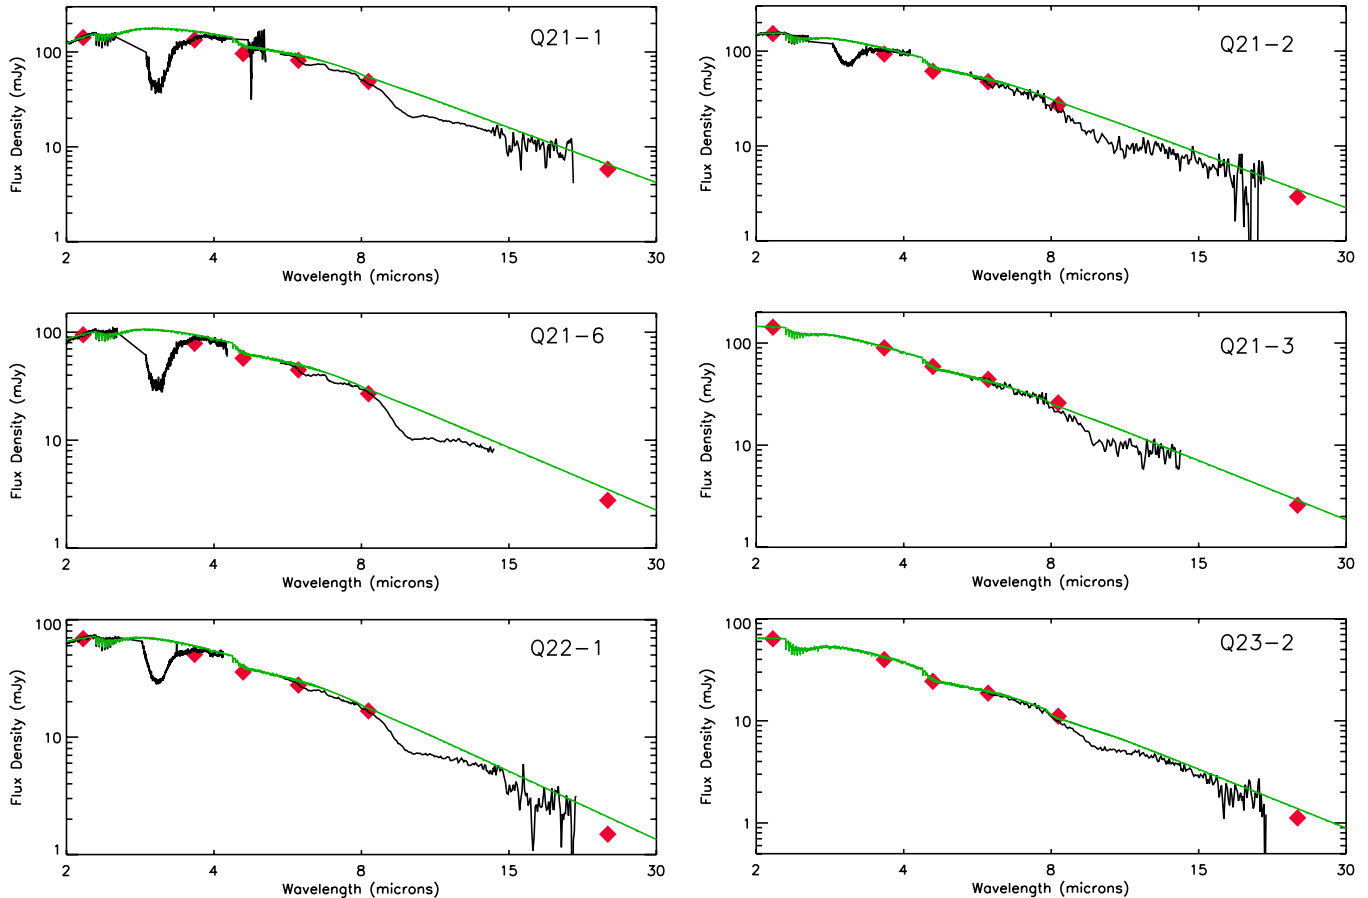 Q21-1
Flux Density (mJy)
100
10
1
2 4 8 15 30
Wavelength (microns)
Q21-2
Flux Density (mJy)
100
10
1
2 4 8 15 30
Wavelength (microns)
Q21-6
Flux Density (mJy)
100
10
1
2 4 8 15 30
Wavelength (microns)
Q21-3
Flux Density (mJy)
100
10
1
2 4 8 15 30
Wavelength (microns)
Q22-1
Flux Density (mJy)
100
10
1
2 4 8 15 30
Wavelength (microns)
Q23-2
Flux Density (mJy)
100
10
1
2 4 8 15 30
Wavelength (microns)